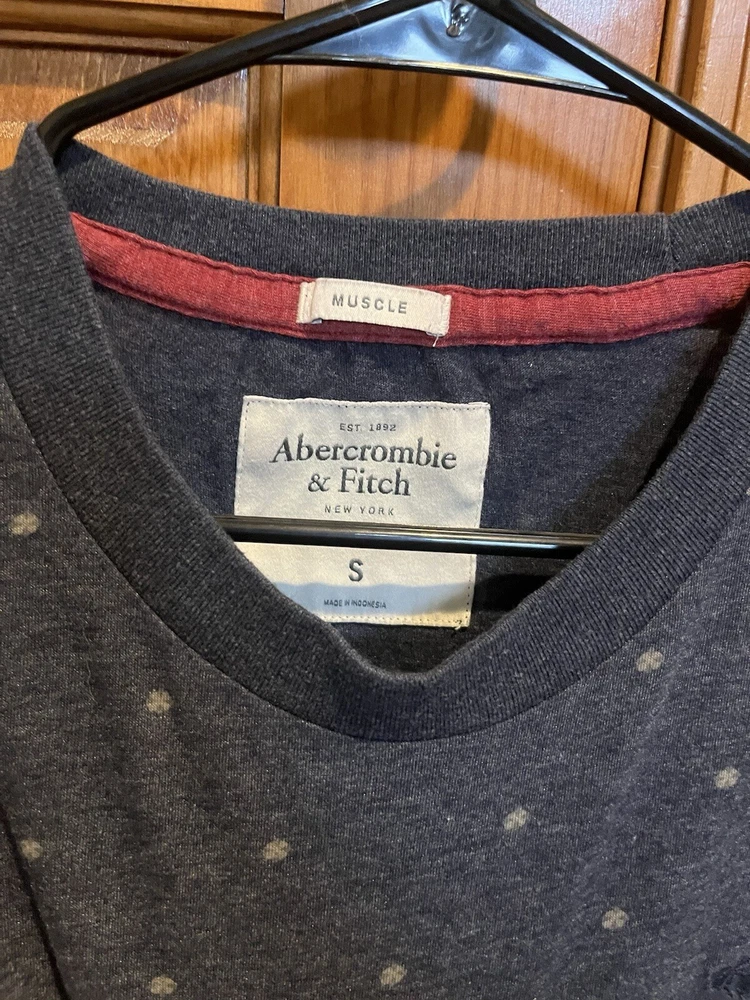 MUSCLE
EST. 1892
Abercrombie
& Fitch
NEW YORK
S
MADE IN INDONESIA